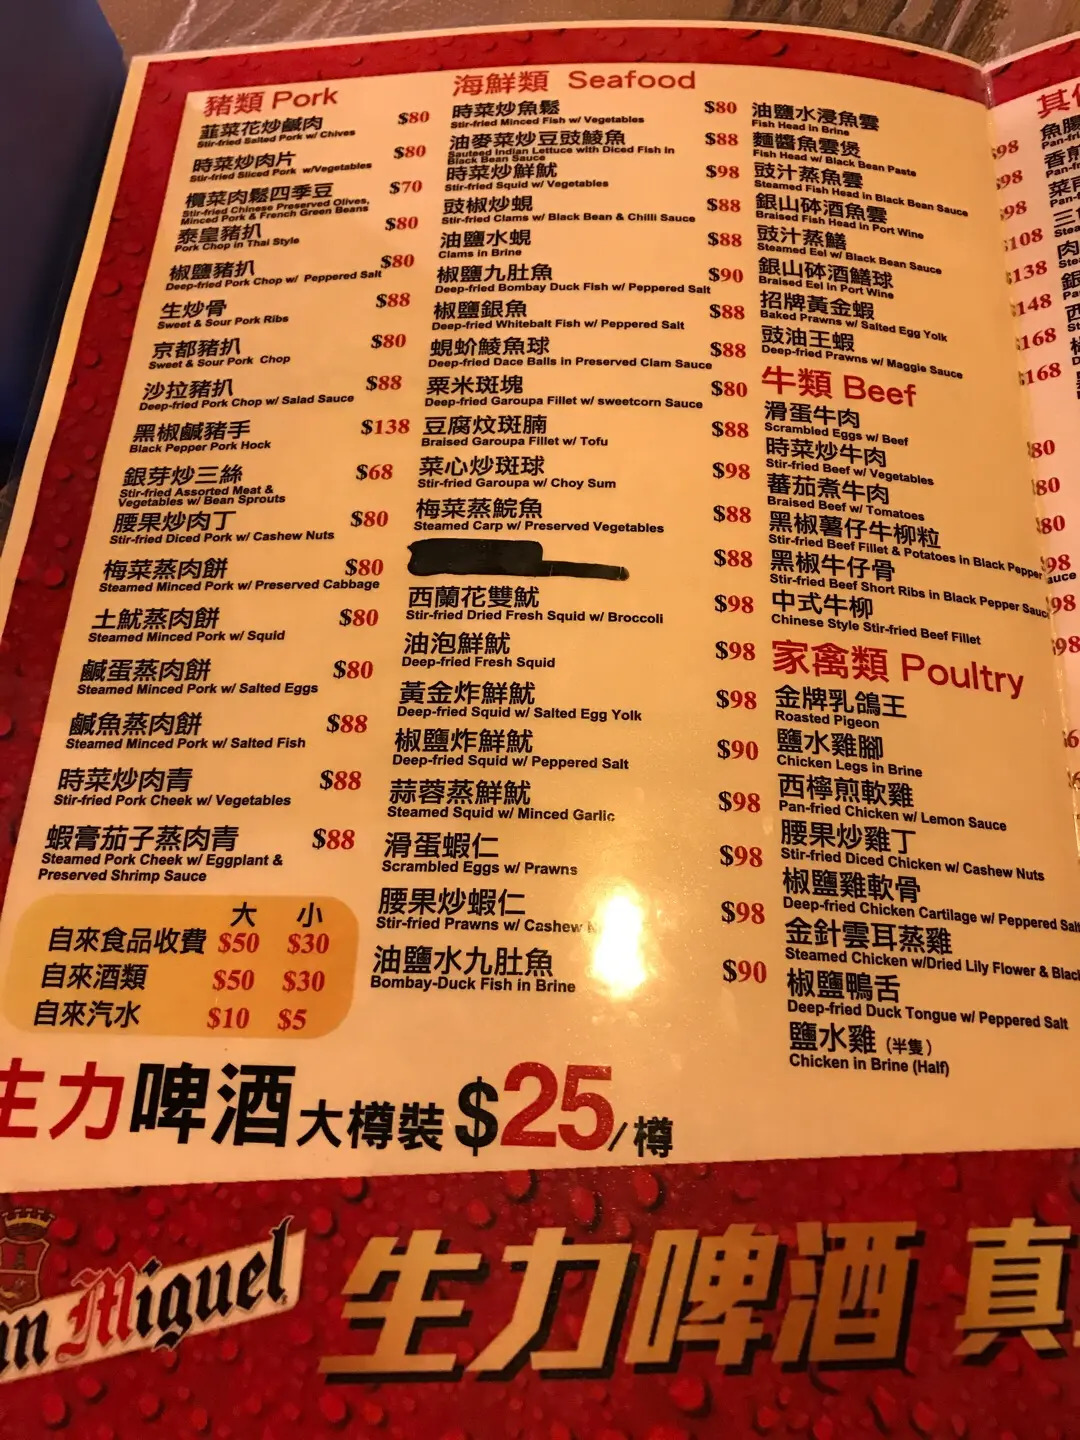 豬類 Pork
韮菜花炒鹹肉 $80
Stir-fried Salted Pork w/ Chives
時菜炒肉片 $80
Stir-fried Sliced Pork w/Vegetables
欖菜肉鬆四季豆 $70
Stir-fried Chinese Preserved Olives,
Minced Pork & French Green Beans
泰皇豬扒 $80
Pork Chop in Thai Style
椒鹽豬扒 $80
Deep-fried Pork Chop w/ Peppered Salt
生炒骨 $88
Sweet & Sour Pork Ribs
京都豬扒 $80
Sweet & Sour Pork Chop
沙拉豬扒 $88
Deep-fried Pork Chop w/ Salad Sauce
黑椒鹹豬手 $138
Black Pepper Pork Hock
銀芽炒三絲 $68
Stir-fried Assorted Meat &
Vegetables w/ Bean Sprouts
腰果炒肉丁 $80
Stir-fried Diced Pork w/ Cashew Nuts
梅菜蒸肉餅 $80
Steamed Minced Pork w/ Preserved Cabbage
土魷蒸肉餅 $80
Steamed Minced Pork w/ Squid
鹹蛋蒸肉餅 $80
Steamed Minced Pork w/ Salted Eggs
鹹魚蒸肉餅 $88
Steamed Minced Pork w/ Salted Fish
時菜炒肉青 $88
Stir-fried Pork Cheek w/ Vegetables
蝦膏茄子蒸肉青 $88
Steamed Pork Cheek w/ Eggplant &
Preserved Shrimp Sauce
大 小
自來食品收費 $50 $30
自來酒類 $50 $30
自來汽水 $10 $5
海鮮類 Seafood
時菜炒魚鬆 $80
Stir-fried Minced Fish w/ Vegetables
油麥菜炒豆豉鯪魚 $88
Sauteed Indian Lettuce with Diced Fish in
Black Bean Sauce
時菜炒鮮魷 $98
Stir-fried Squid w/ Vegetables
豉椒炒蜆 $88
Stir-fried Clams w/ Black Bean & Chilli Sauce
油鹽水蜆 $88
Clams in Brine
椒鹽九肚魚 $90
Deep-fried Bombay Duck Fish w/ Peppered Salt
椒鹽銀魚 $88
Deep-fried Whitebalt Fish w/ Peppered Salt
蜆蚧鯪魚球 $88
Deep-fried Dace Balls in Preserved Clam Sauce
粟米斑塊 $80
Deep-fried Garoupa Fillet w/ sweetcorn Sauce
豆腐炆斑腩 $88
Braised Garoupa Fillet w/ Tofu
菜心炒斑球 $98
Stir-fried Garoupa w/ Choy Sum
梅菜蒸鯇魚 $88
Steamed Carp w/ Preserved Vegetables
$88
西蘭花雙魷 $98
Stir-fried Dried Fresh Squid w/ Broccoli
油泡鮮魷 $98
Deep-fried Fresh Squid
黃金炸鮮魷 $98
Deep-fried Squid w/ Salted Egg Yolk
椒鹽炸鮮魷 $90
Deep-fried Squid w/ Peppered Salt
蒜蓉蒸鮮魷 $98
Steamed Squid w/ Minced Garlic
滑蛋蝦仁 $98
Scrambled Eggs w/ Prawns
腰果炒蝦仁 $98
Stir-fried Prawns w/ Cashew N
油鹽水九肚魚 $90
Bombay-Duck Fish in Brine
油鹽水浸魚雲 $98
Fish Head in Brine
麵醬魚雲煲 $98
Fish Head w/ Black Bean Paste
豉汁蒸魚雲 $98
Steamed Fish Head in Black Bean Sauce
銀山砵酒魚雲 $108
Braised Fish Head in Port Wine
豉汁蒸鱔 $138
Steamed Eel w/ Black Bean Sauce
銀山砵酒鱔球 $148
Braised Eel in Port Wine
招牌黃金蝦 $168
Baked Prawns w/ Salted Egg Yolk
豉油王蝦 $168
Deep-fried Prawns w/ Maggie Sauce
牛類 Beef
滑蛋牛肉 $80
Scrambled Eggs w/ Beef
時菜炒牛肉 $80
Stir-fried Beef w/ Vegetables
蕃茄煮牛肉 $80
Braised Beef w/ Tomatoes
黑椒薯仔牛柳粒 $98
Stir-fried Beef Fillet & Potatoes in Black Pepper Sauce
黑椒牛仔骨 $98
Stir-fried Beef Short Ribs in Black Pepper Sauce
中式牛柳 $98
Chinese Style Stir-fried Beef Fillet
家禽類 Poultry
金牌乳鴿王
Roasted Pigeon
鹽水雞腳
Chicken Legs in Brine
西檸煎軟雞
Pan-fried Chicken w/ Lemon Sauce
腰果炒雞丁
Stir-fried Diced Chicken w/ Cashew Nuts
椒鹽雞軟骨
Deep-fried Chicken Cartilage w/ Peppered Salt
金針雲耳蒸雞
Steamed Chicken w/Dried Lily Flower & Blac
椒鹽鴨舌
Deep-fried Duck Tongue w/ Peppered Salt
鹽水雞（半隻）
Chicken in Brine (Half)
生力啤酒大樽裝 $25/樽
Miguel
生力啤酒 真